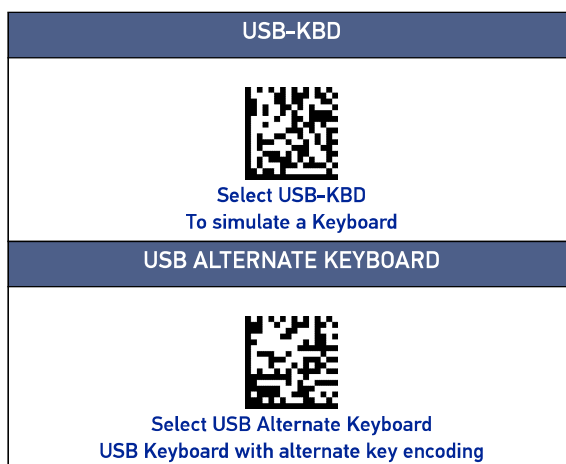 USB-KBD
Select USB-KBD
To simulate a Keyboard
USB ALTERNATE KEYBOARD
Select USB Alternate Keyboard
USB Keyboard with alternate key encoding